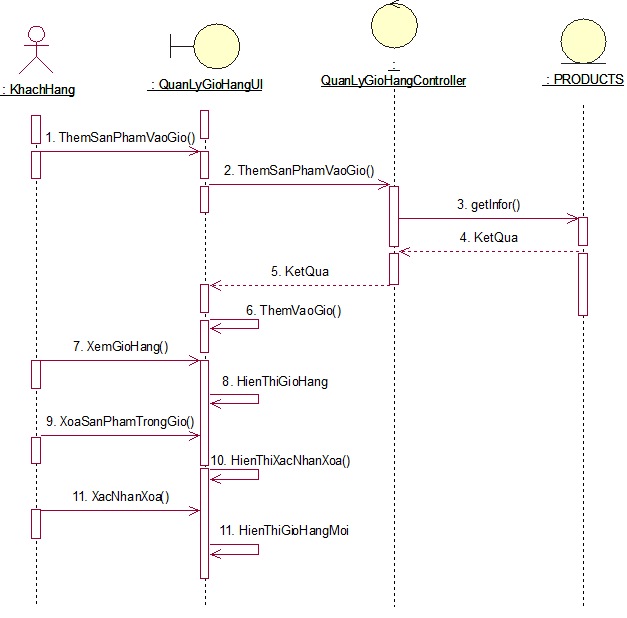 : KhachHang
: QuanLyGioHangUI
:
QuanLyGioHangController
: PRODUCTS
1. ThemSanPhamVaoGio()
2. ThemSanPhamVaoGio()
3. getInfor()
4. KetQua
5. KetQua
6. ThemVaoGio()
7. XemGioHang()
8. HienThiGioHang
9. XoaSanPhamTrongGio()
10. HienThiXacNhanXoa()
11. XacNhanXoa()
11. HienThiGioHangMoi